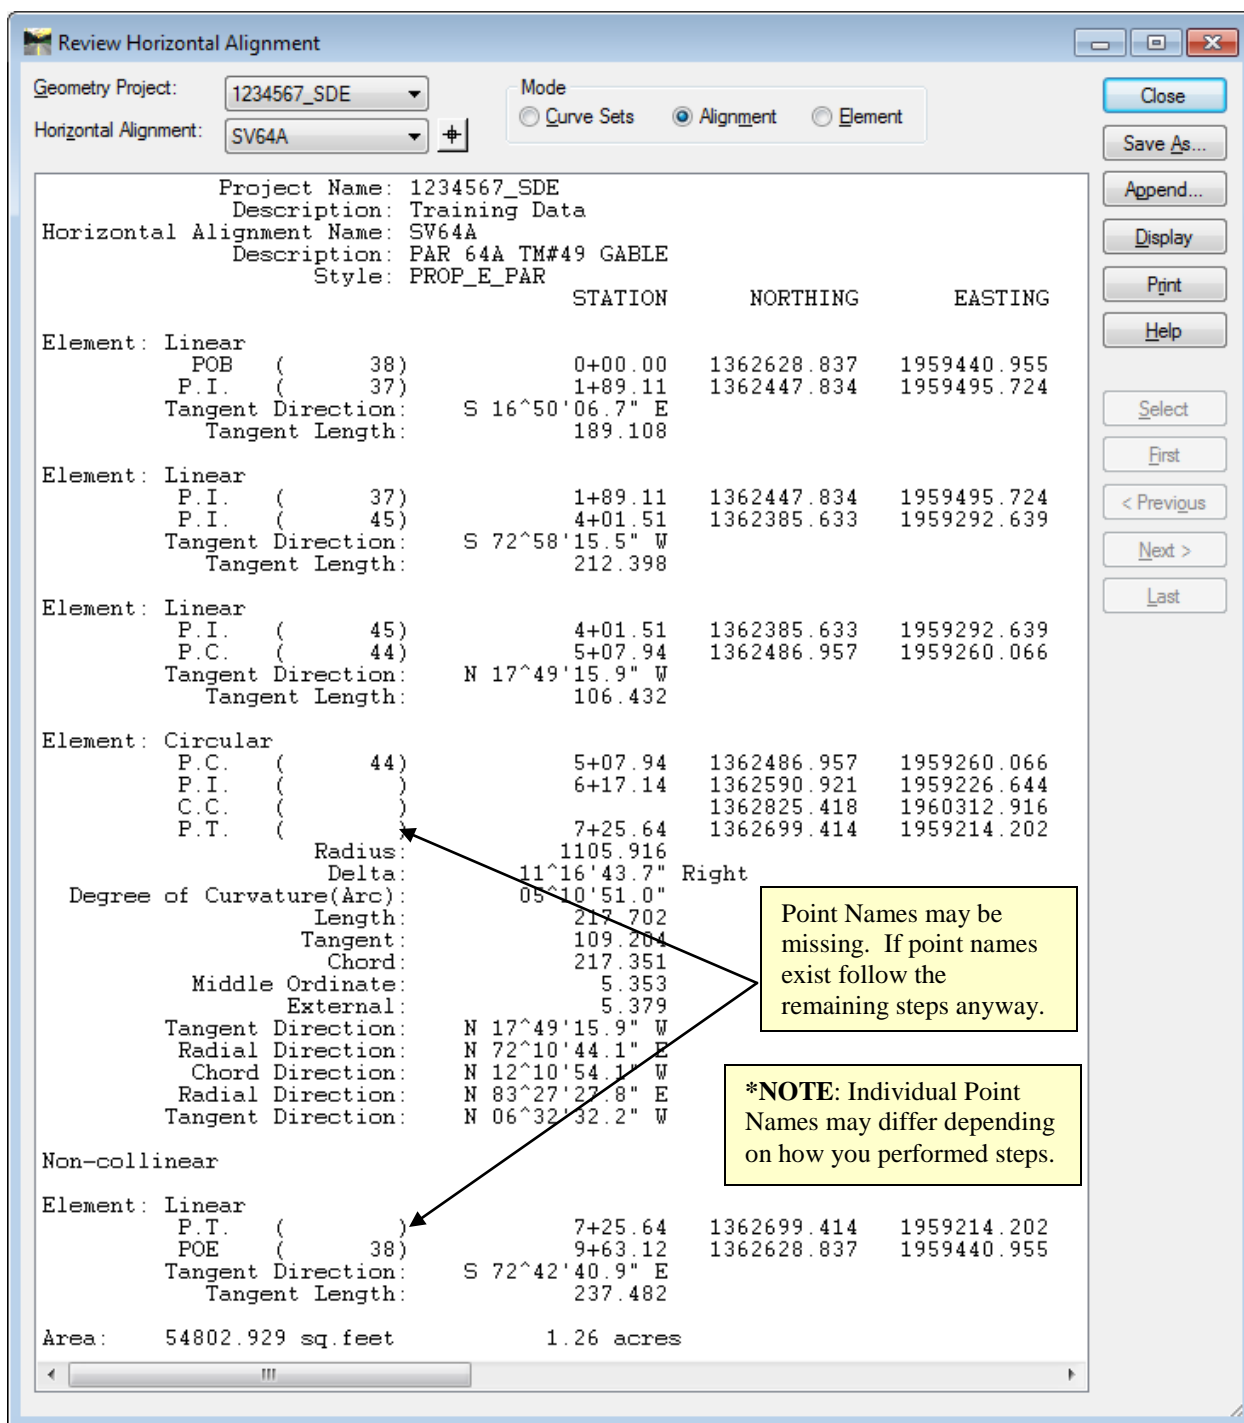 Review Horizontal Alignment
Geometry Project: 1234567_SDE
Horizontal Alignment: SV64A
Mode
Curve Sets Alignment Element
Close
Save As...
Append...
Display
Print
Help
Select
First
< Previous
Next >
Last
Project Name: 1234567_SDE
Description: Training Data
Horizontal Alignment Name: SV64A
Description: PAR 64A TM#49 GABLE
Style: PROP_E_PAR
STATION NORTHING EASTING
Element: Linear
POB ( 38) 0+00.00 1362628.837 1959440.955
P.I. ( 37) 1+89.11 1362447.834 1959495.724
Tangent Direction: S 16^50'06.7" E
Tangent Length: 189.108
Element: Linear
P.I. ( 37) 1+89.11 1362447.834 1959495.724
P.I. ( 45) 4+01.51 1362385.633 1959292.639
Tangent Direction: S 72^58'15.5" W
Tangent Length: 212.398
Element: Linear
P.I. ( 45) 4+01.51 1362385.633 1959292.639
P.C. ( 44) 5+07.94 1362486.957 1959260.066
Tangent Direction: N 17^49'15.9" W
Tangent Length: 106.432
Element: Circular
P.C. ( 44) 5+07.94 1362486.957 1959260.066
P.I. ( ) 6+17.14 1362590.921 1959226.644
C.C. ( ) 1362825.418 1960312.916
P.T. ( ) 7+25.64 1362699.414 1959214.202
Radius: 1105.916
Delta: 11^16'43.7" Right
Degree of Curvature(Arc): 05^10'51.0"
Length: 217.702
Tangent: 109.204
Chord: 217.351
Middle Ordinate: 5.353
External: 5.379
Tangent Direction: N 17^49'15.9" W
Radial Direction: N 72^10'44.1" E
Chord Direction: N 12^10'54.1" W
Radial Direction: N 83^27'27.8" E
Tangent Direction: N 06^32'32.2" W
Non-collinear
Element: Linear
P.T. ( ) 7+25.64 1362699.414 1959214.202
POE ( 38) 9+63.12 1362628.837 1959440.955
Tangent Direction: S 72^42'40.9" E
Tangent Length: 237.482
Area: 54802.929 sq.feet 1.26 acres
Point Names may be
missing. If point names
exist follow the
remaining steps anyway.
*NOTE: Individual Point
Names may differ depending
on how you performed steps.